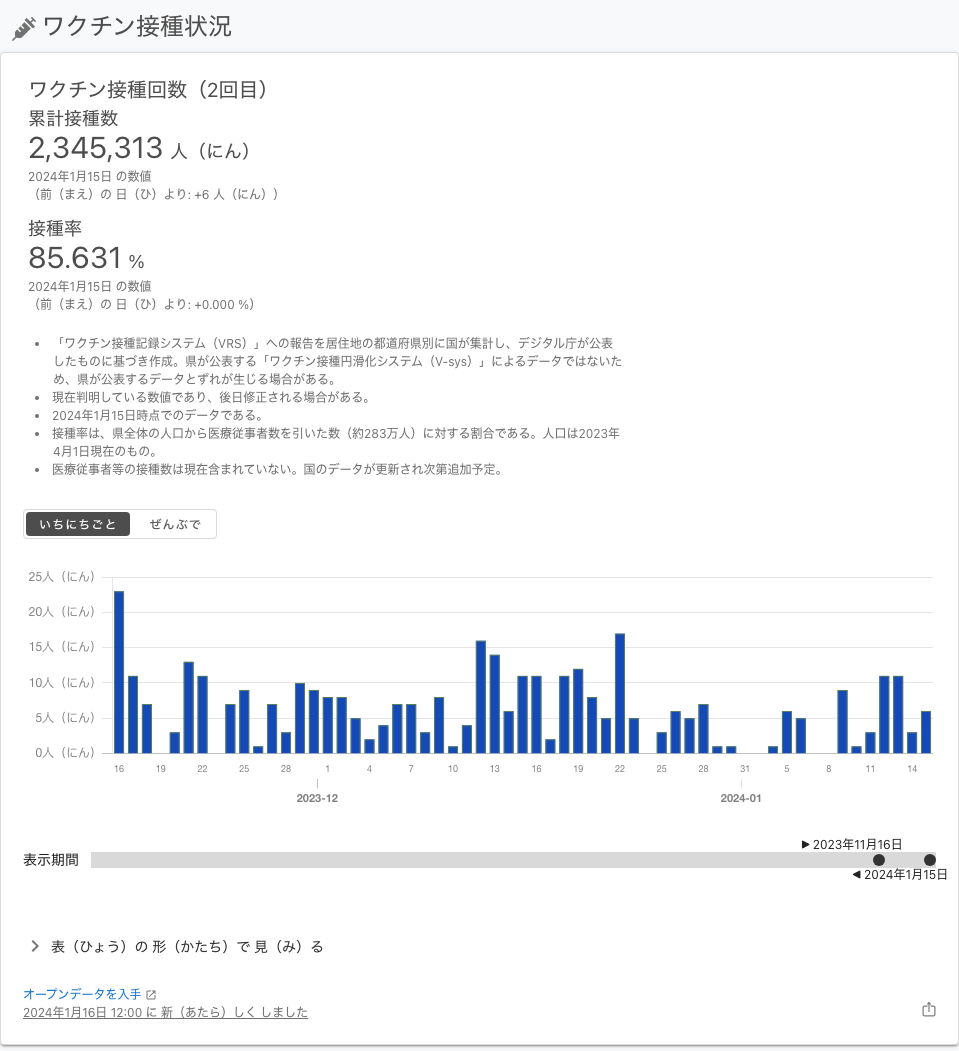 ワクチン接種状況
ワクチン接種回数（2回目）
累計接種数
2,345,313 人（にん）
2024年1月15日 の数値
（前（まえ）の 日（ひ）より: +6 人（にん））
接種率
85.631 %
2024年1月15日 の数値
（前（まえ）の 日（ひ）より: +0.000 %）
• 「ワクチン接種記録システム（VRS）」への報告を居住地の都道府県別に国が集計し、デジタル庁が公表
したものに基づき作成。県が公表する「ワクチン接種円滑化システム（V-sys）」によるデータではないた
め、県が公表するデータとずれが生じる場合がある。
• 現在判明している数値であり、後日修正される場合がある。
• 2024年1月15日時点でのデータである。
• 接種率は、県全体の人口から医療従事者数を引いた数（約283万人）に対する割合である。人口は2023年
4月1日現在のもの。
• 医療従事者等の接種数は現在含まれていない。国のデータが更新され次第追加予定。
いちにちごと ぜんぶで
25人（にん）
20人（にん）
15人（にん）
10人（にん）
5人（にん）
0人（にん）
16 19 22 25 28 1 4 7 10 13 16 19 22 25 28 31 5 8 11 14
2023-12 2024-01
▶ 2023年11月16日
表示期間
◀ 2024年1月15日
表（ひょう）の 形（かたち）で 見（み）る
オープンデータを入手
2024年1月16日 12:00 に 新（あたら）しく しました